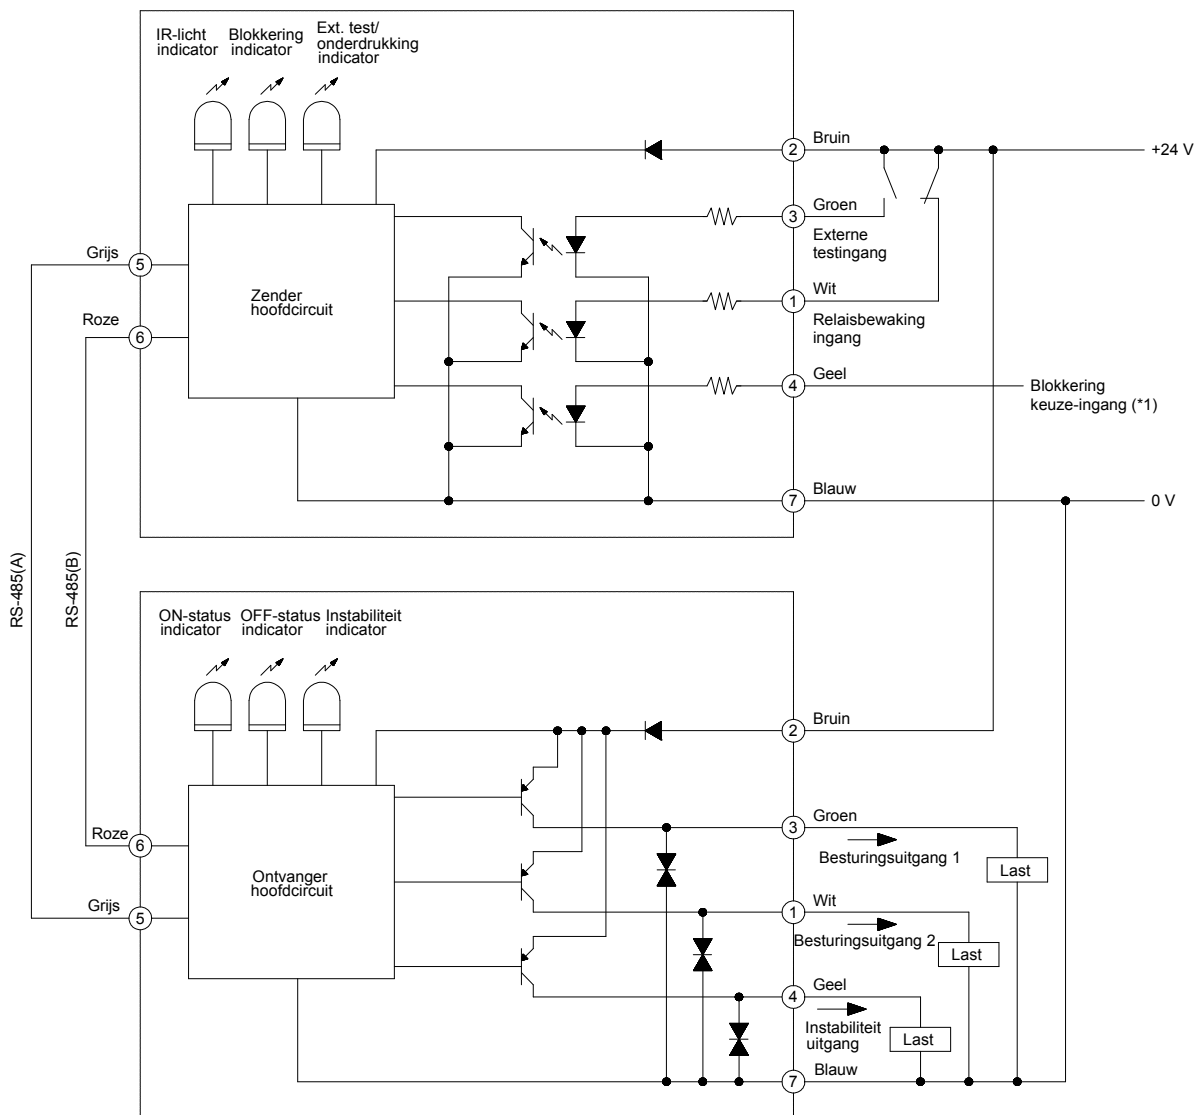 IR-licht
indicator
Blokkering
indicator
Ext. test/
onderdrukking
indicator
2
Bruin
+24 V
3
Groen
Externe
testingang
Grijs
5
Zender
hoofdcircuit
1
Wit
Relaisbewaking
ingang
Roze
6
4
Geel
Blokkering
keuze-ingang (*1)
7
Blauw
0 V
RS-485(A)
RS-485(B)
ON-status
indicator
OFF-status
indicator
Instabiliteit
indicator
2
Bruin
3
Groen
Besturingsuitgang 1
Last
Roze
6
Ontvanger
hoofdcircuit
Grijs
5
1
Wit
Besturingsuitgang 2
Last
4
Geel
Instabiliteit
uitgang
Last
7
Blauw